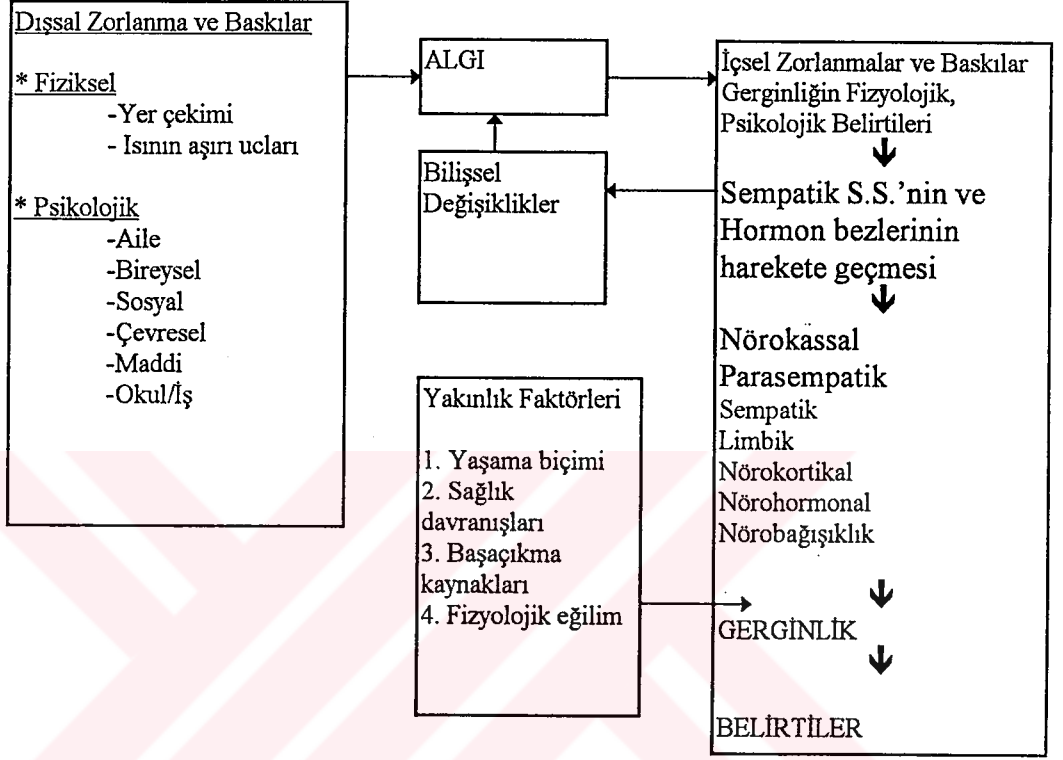 Dışsal Zorlanma ve Baskılar
* Fiziksel
-Yer çekimi
- Isının aşırı ucları
* Psikolojik
-Aile
-Bireysel
-Sosyal
-Çevresel
-Maddi
-Okul/İş
ALGI
Bilişsel
Değişiklikler
Yakınlık Faktörleri
1. Yaşama biçimi
2. Sağlık
davranışları
3. Başaçıkma
kaynakları
4. Fizyolojik eğilim
İçsel Zorlanmalar ve Baskılar
Gerginliğin Fizyolojik,
Psikolojik Belirtileri
Sempatik S.S.'nin ve
Hormon bezlerinin
harekete geçmesi
Nörokassal
Parasempatik
Sempatik
Limbik
Nörokortikal
Nörohormonal
Nörobağışıklık
GERGİNLİK
BELİRTİLER